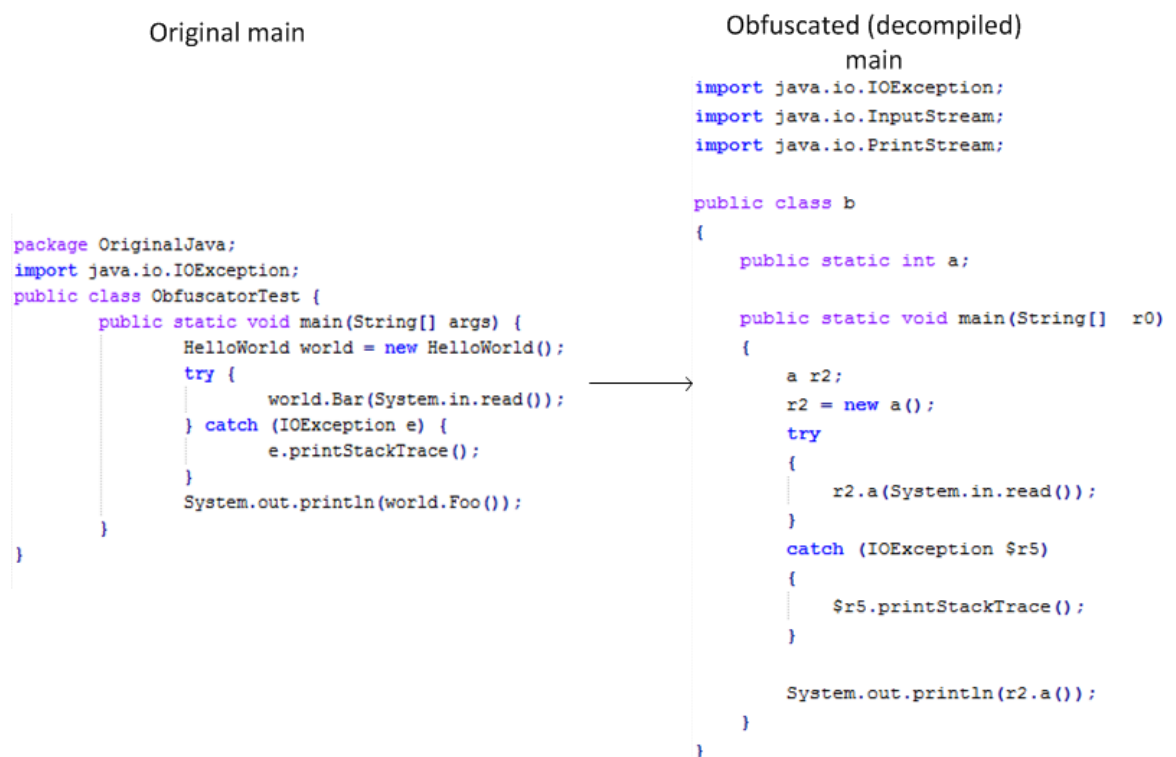 Original main
package OriginalJava;
import java.io.IOException;
public class ObfuscatorTest {
public static void main(String[] args) {
HelloWorld world = new HelloWorld();
try {
world.Bar(System.in.read());
} catch (IOException e) {
e.printStackTrace();
}
System.out.println(world.Foo());
}
}
Obfuscated (decompiled)
main
import java.io.IOException;
import java.io.InputStream;
import java.io.PrintStream;
public class b
{
public static int a;
public static void main(String[] r0)
{
a r2;
r2 = new a();
try
{
r2.a(System.in.read());
}
catch (IOException $r5)
{
$r5.printStackTrace();
}
System.out.println(r2.a());
}
}